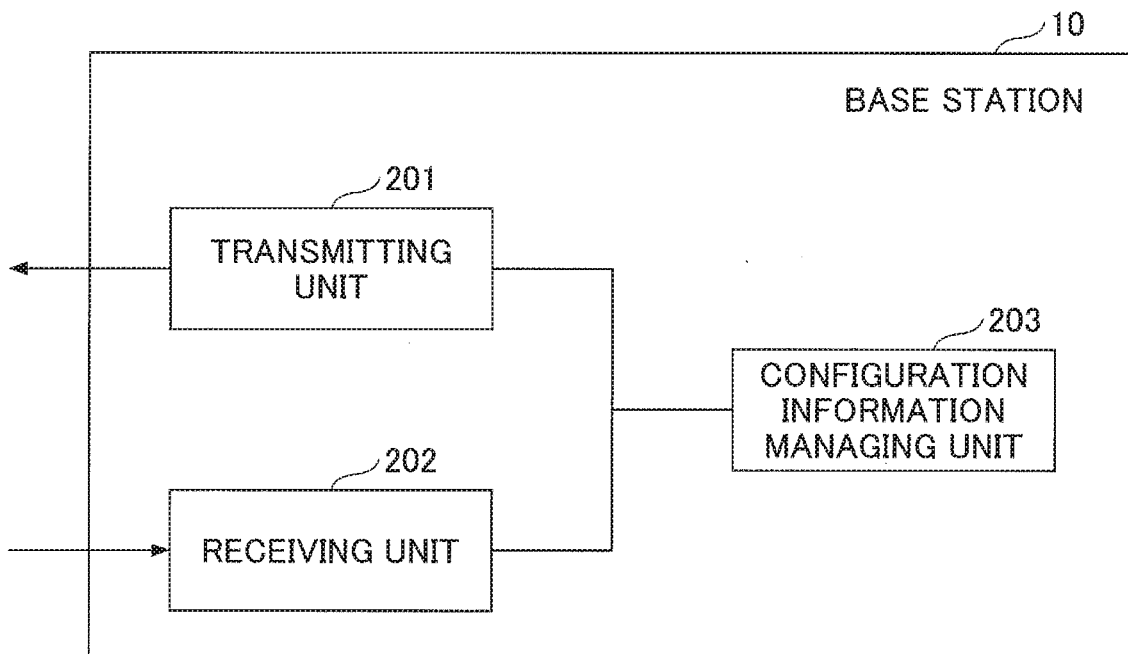 10
BASE STATION
201
TRANSMITTING
UNIT
203
CONFIGURATION
INFORMATION
MANAGING UNIT
202
RECEIVING UNIT